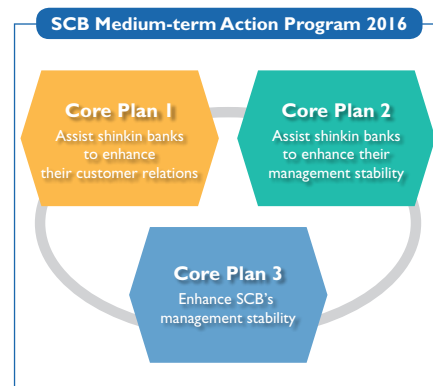 SCB Medium-term Action Program 2016
Core Plan 1
Assist shinkin banks
to enhance
their customer relations
Core Plan 2
Assist shinkin banks
to enhance their
management stability
Core Plan 3
Enhance SCB's
management stability